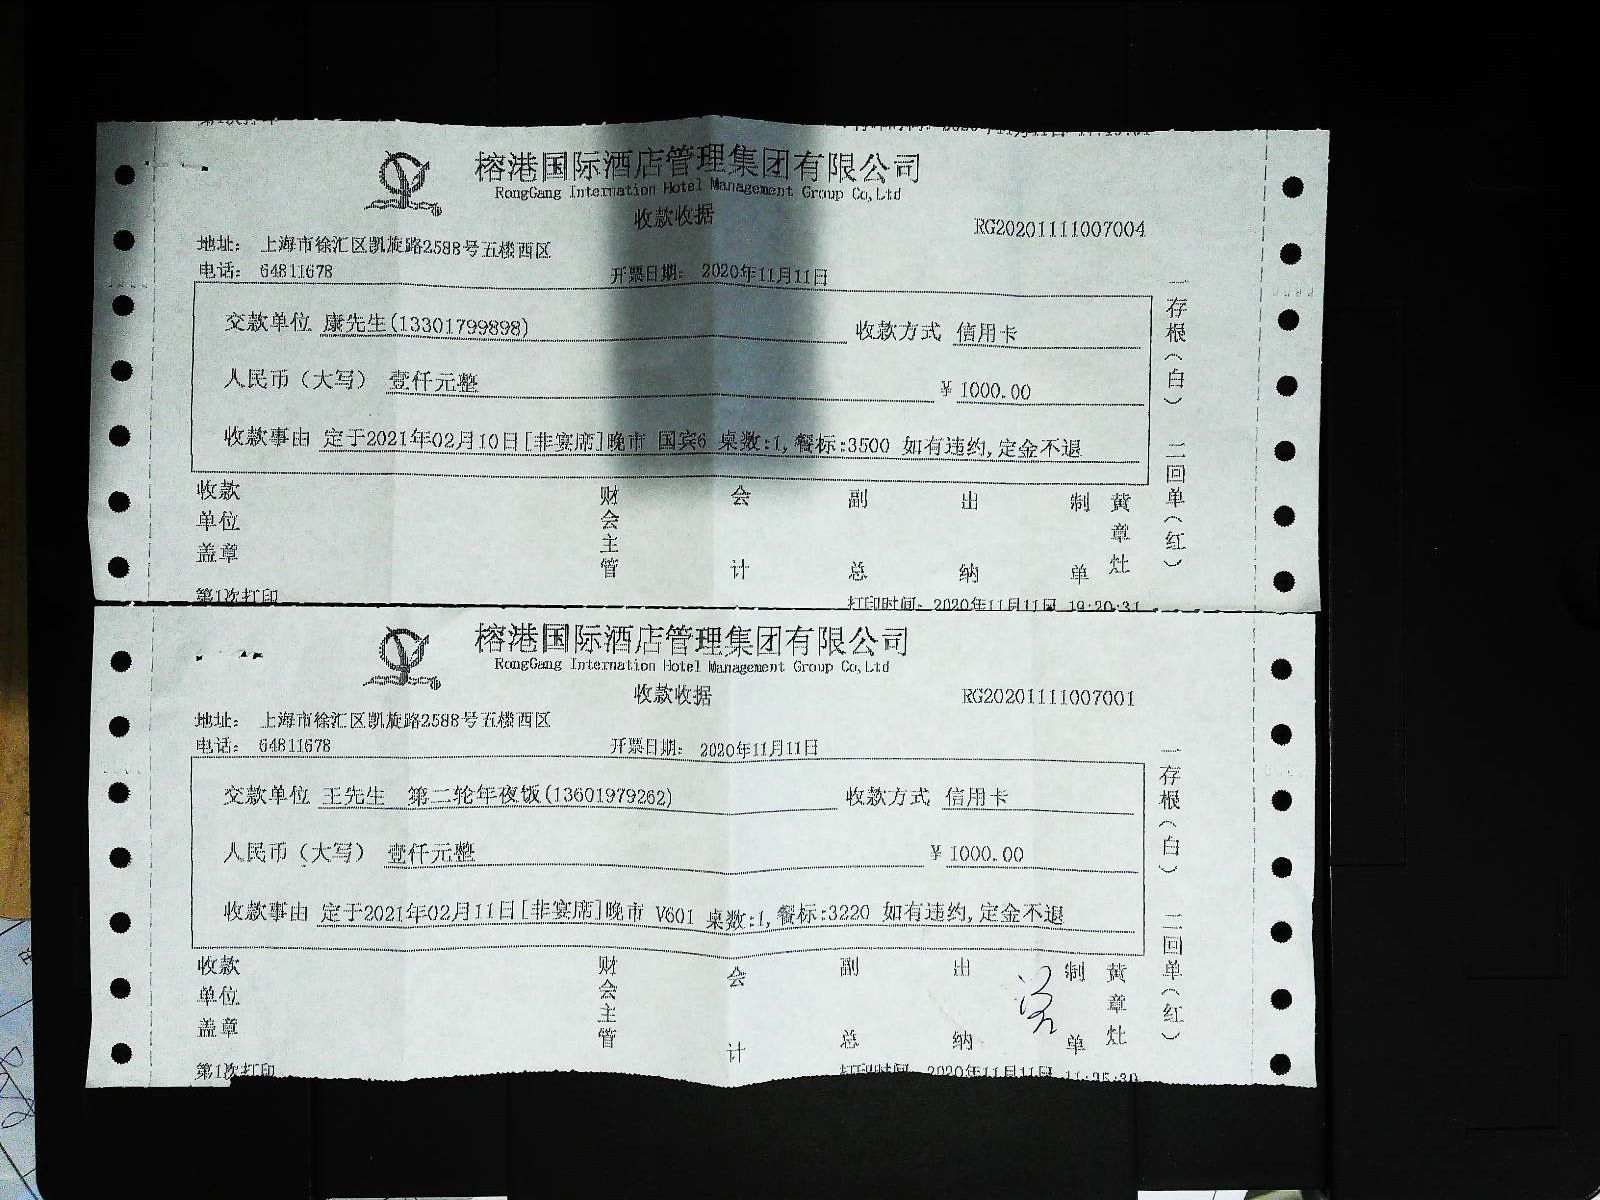 榕港国际酒店管理集团有限公司
RongGang Internation Hotel Management Group Co,Ltd
收款收据
RG20201111007004
地址： 上海市徐汇区凯旋路2588号五楼西区
电话： 64811678
开票日期： 2020年11月11日
交款单位 康先生(13301799898) 收款方式 信用卡
人民币（大写） 壹仟元整 ¥ 1000.00
收款事由 定于2021年02月10日[非宴席]晚市 国宾6 桌数:1,餐标:3500 如有违约,定金不退
收款单位盖章 财会主管 会计 副总 出纳 制单 黄章灶
一存根（白） 二回单（红）
第1次打印
打印时间： 2020年11月11日 19:20:31
榕港国际酒店管理集团有限公司
RongGang Internation Hotel Management Group Co,Ltd
收款收据
RG20201111007001
地址： 上海市徐汇区凯旋路2588号五楼西区
电话： 64811678
开票日期： 2020年11月11日
交款单位 王先生 第二轮年夜饭(13601979262) 收款方式 信用卡
人民币（大写） 壹仟元整 ¥ 1000.00
收款事由 定于2021年02月11日[非宴席]晚市 V601 桌数:1,餐标:3220 如有违约,定金不退
收款单位盖章 财会主管 会计 副总 出纳 制单 黄章灶
一存根（白） 二回单（红）
第1次打印
打印时间： 2020年11月11日